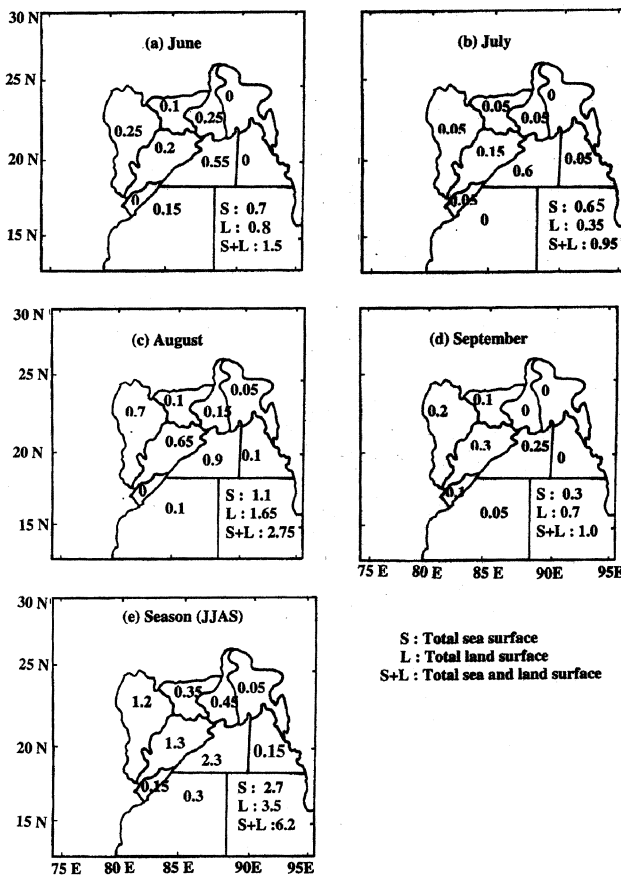 (a) June
(b) July
30 N
25 N
20 N
15 N
0.1
0
0.25
0.25
0.2
0.55
0
0
0.15
S : 0.7
L : 0.8
S+L : 1.5
0.05
0
0.05
0.05
0.15
0.6
0.05
0.05
0
S : 0.65
L : 0.35
S+L : 0.95
(c) August
(d) September
25 N
20 N
15 N
0.1
0.05
0.7
0.15
0.65
0.9
0.1
0
0.1
S : 1.1
L : 1.65
S+L : 2.75
0.1
0
0.2
0
0.3
0.25
0
0.1
0.05
S : 0.3
L : 0.7
S+L : 1.0
75 E 80 E 85E 90E 95E
(e) Season (JJAS)
25 N
20 N
15 N
0.35
0.05
1.2
0.45
1.3
2.3
0.15
0.15
0.3
S : 2.7
L : 3.5
S+L :6.2
75 E 80E 85 E 90E 95 E
S : Total sea surface
L : Total land surface
S+L : Total sea and land surface